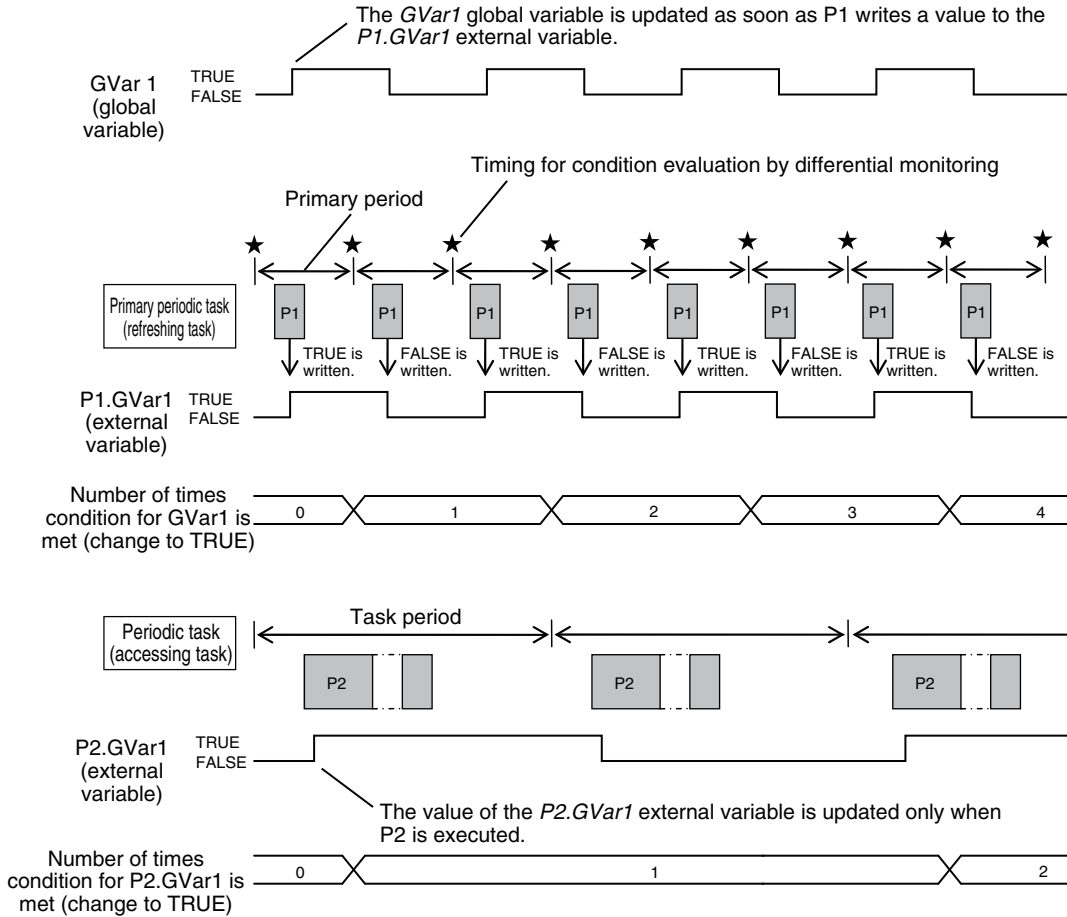 The GVar1 global variable is updated as soon as P1 writes a value to the
P1.GVar1 external variable.
GVar 1
(global
variable)
TRUE
FALSE
Timing for condition evaluation by differential monitoring
Primary period
★ ★ ★ ★ ★ ★ ★ ★ ★
Primary periodic task
(refreshing task)
P1 P1 P1 P1 P1 P1 P1 P1
TRUE is
written.
FALSE is
written.
TRUE is
written.
FALSE is
written.
TRUE is
written.
FALSE is
written.
TRUE is
written.
FALSE is
written.
P1.GVar1
(external
variable)
TRUE
FALSE
Number of times
condition for GVar1 is
met (change to TRUE)
0 1 2 3 4
Periodic task
(accessing task)
Task period
P2 P2 P2
P2.GVar1
(external
variable)
TRUE
FALSE
The value of the P2.GVar1 external variable is updated only when
P2 is executed.
Number of times
condition for P2.GVar1 is
met (change to TRUE)
0 1 2